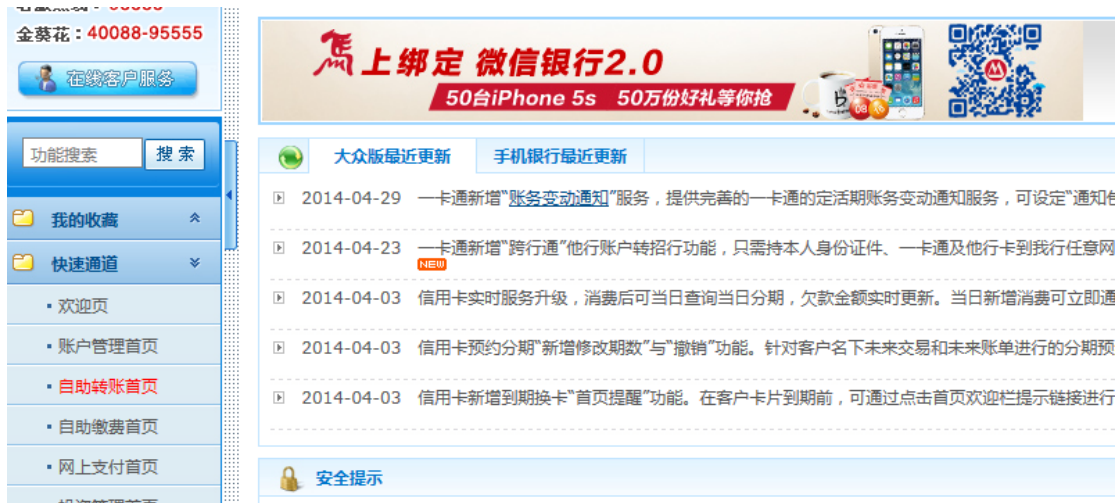 金葵花：40088-95555
在线客户服务
功能搜索
搜 索
我的收藏
快速通道
欢迎页
账户管理首页
自助转账首页
自助缴费首页
网上支付首页
马上绑定 微信银行2.0
50台iPhone 5s 50万份好礼等你抢
大众版最近更新
手机银行最近更新
2014-04-29 一卡通新增“账务变动通知”服务，提供完善的一卡通的定活期账务变动通知服务，可设定“通知
2014-04-23 一卡通新增“跨行通”他行账户转招行功能，只需持本人身份证件、一卡通及他行卡到我行任意网
NEW
2014-04-03 信用卡实时服务升级，消费后可当日查询当日分期，欠款金额实时更新。当日新增消费可立即通
2014-04-03 信用卡预约分期“新增修改期数”与“撤销”功能。针对客户名下未来交易和未来账单进行的分期预
2014-04-03 信用卡新增到期换卡“首页提醒”功能。在客户卡片到期前，可通过点击首页欢迎栏提示链接进行
安全提示